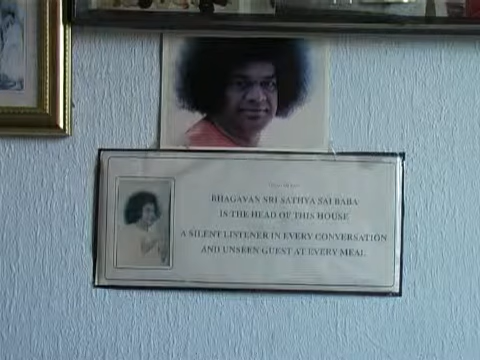 BHAGAVAN SRI SATHYA SAI BABA
IS THE HEAD OF THIS HOUSE
A SILENT LISTENER IN EVERY CONVERSATION
AND UNSEEN GUEST AT EVERY MEAL